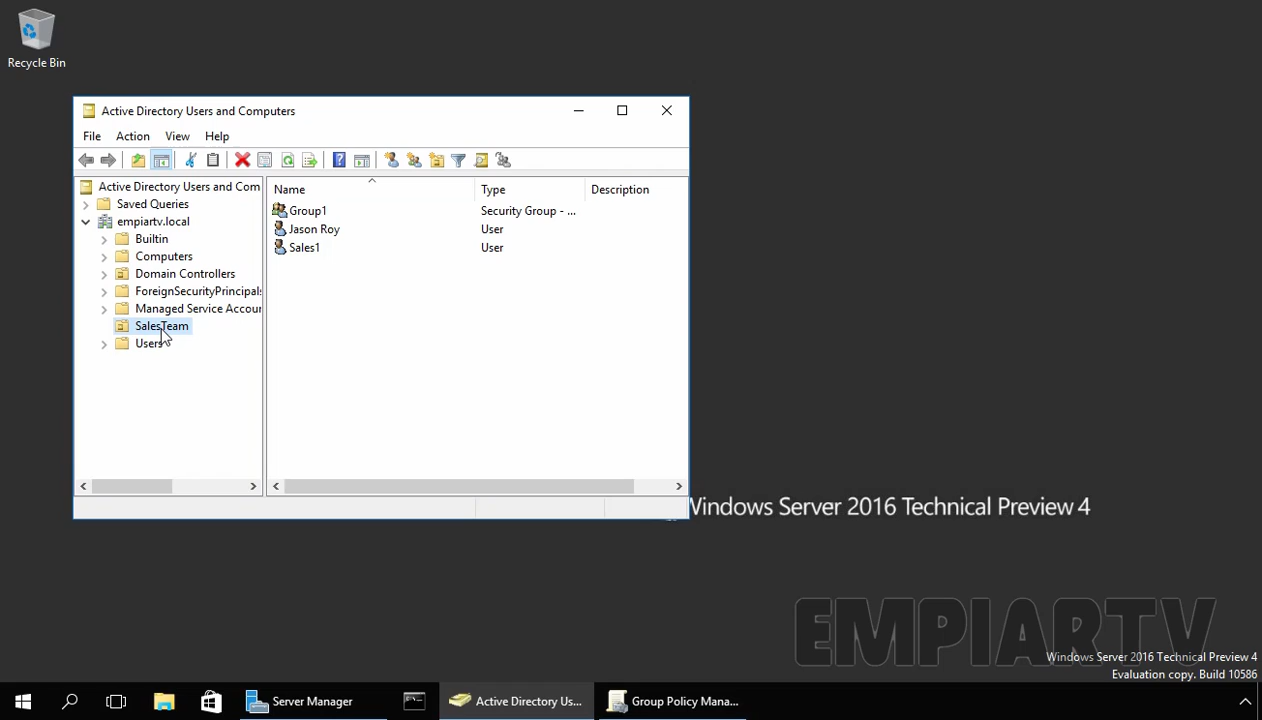 Recycle Bin
Active Directory Users and Computers
File Action View Help
Active Directory Users and Com
Saved Queries
empiartv.local
Builtin
Computers
Domain Controllers
ForeignSecurityPrincipals
Managed Service Accour
SalesTeam
Users
Name Type Description
Group1 Security Group - ...
Jason Roy User
Sales1 User
Windows Server 2016 Technical Preview 4
EMPIARTV
Windows Server 2016 Technical Preview 4
Evaluation copy. Build 10586
Server Manager
Active Directory Us...
Group Policy Mana...